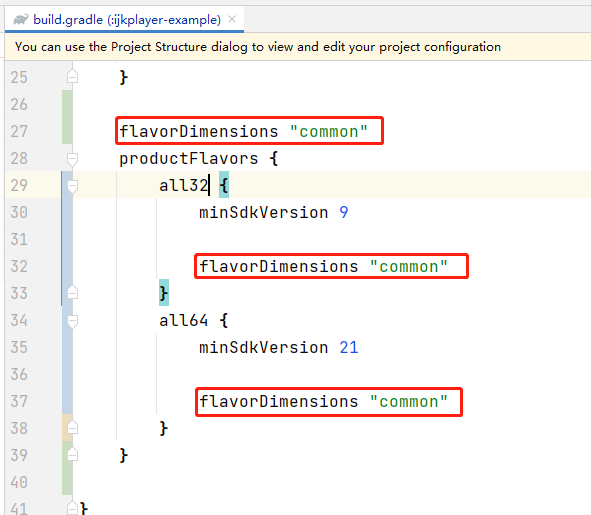 build.gradle (:ijkplayer-example)
You can use the Project Structure dialog to view and edit your project configuration
25 }
26
27 flavorDimensions "common"
28 productFlavors {
29 all32 {
30 minSdkVersion 9
31
32 flavorDimensions "common"
33 }
34 all64 {
35 minSdkVersion 21
36
37 flavorDimensions "common"
38 }
39 }
40
41 }